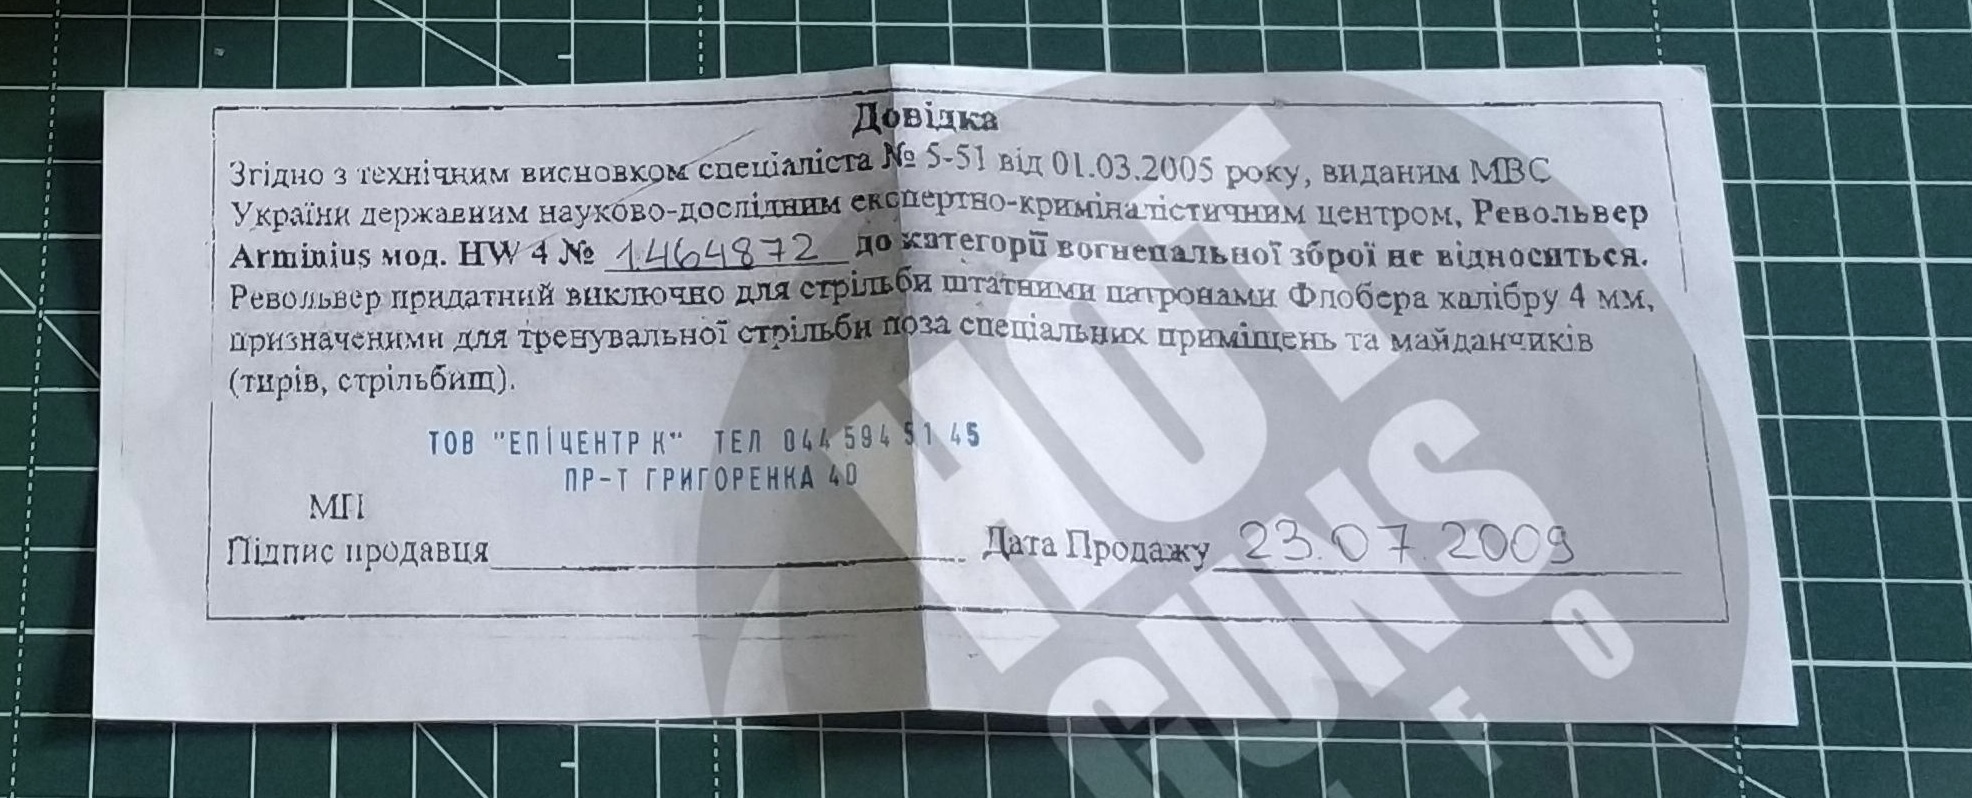 Довідка
Згідно з технічним висновком спеціаліста № 5-51 від 01.03.2005 року, виданим МВС
України державним науково-дослідним експертно-криміналістичним центром, Револьвер
Arminius мод. HW 4 № 1464872 до категорії вогнепальної зброї не відноситься.
Револьвер придатний виключно для стрільби штатними патронами Флобера калібру 4 мм,
призначеними для тренувальної стрільби поза спеціальних приміщень та майданчиків
(тирів, стрільбищ).
ТОВ "ЕПІЦЕНТР К" ТЕЛ 044 594 51 45
ПР-Т ГРИГОРЕНКА 40
МП
Підпис продавця Дата Продажу 23.07.2009
HOT
GUNS